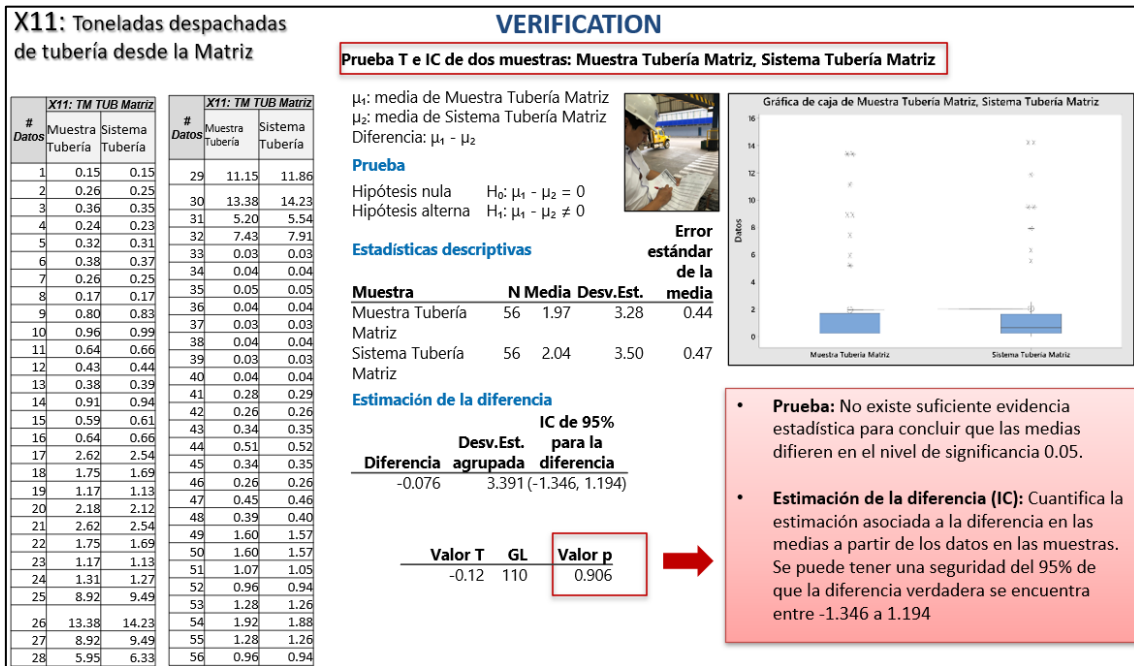 X11: Toneladas despachadas
de tubería desde la Matriz
VERIFICATION
Prueba T e IC de dos muestras: Muestra Tubería Matriz, Sistema Tubería Matriz
# Datos X11: TM TUB Matriz
Muestra Tubería Sistema Tubería
1 0.15 0.15
2 0.26 0.25
3 0.36 0.35
4 0.24 0.23
5 0.32 0.31
6 0.38 0.37
7 0.26 0.25
8 0.17 0.17
9 0.80 0.83
10 0.96 0.99
11 0.64 0.66
12 0.43 0.44
13 0.38 0.39
14 0.91 0.94
15 0.59 0.61
16 0.64 0.66
17 2.62 2.54
18 1.75 1.69
19 1.17 1.13
20 2.18 2.12
21 2.62 2.54
22 1.75 1.69
23 1.17 1.13
24 1.31 1.27
25 8.92 9.49
26 13.38 14.23
27 8.92 9.49
28 5.95 6.33
# Datos X11: TM TUB Matriz
Muestra Tubería Sistema Tubería
29 11.15 11.86
30 13.38 14.23
31 5.20 5.54
32 7.43 7.91
33 0.03 0.03
34 0.04 0.04
35 0.05 0.05
36 0.04 0.04
37 0.03 0.03
38 0.04 0.04
39 0.03 0.03
40 0.04 0.04
41 0.28 0.29
42 0.26 0.26
43 0.34 0.35
44 0.51 0.52
45 0.34 0.35
46 0.26 0.26
47 0.45 0.46
48 0.39 0.40
49 1.60 1.57
50 1.60 1.57
51 1.07 1.05
52 0.96 0.94
53 1.28 1.26
54 1.92 1.88
55 1.28 1.26
56 0.96 0.94
μ₁: media de Muestra Tubería Matriz
μ₂: media de Sistema Tubería Matriz
Diferencia: μ₁ - μ₂
Prueba
Hipótesis nula H₀: μ₁ - μ₂ = 0
Hipótesis alterna H₁: μ₁ - μ₂ ≠ 0
Estadísticas descriptivas
Error
estándar
de la
Muestra N Media Desv.Est. media
Muestra Tubería 56 1.97 3.28 0.44
Matriz
Sistema Tubería 56 2.04 3.50 0.47
Matriz
Estimación de la diferencia
IC de 95%
Desv.Est. para la
Diferencia agrupada diferencia
-0.076 3.391 (-1.346, 1.194)
Valor T GL Valor p
-0.12 110 0.906
Gráfica de caja de Muestra Tubería Matriz, Sistema Tubería Matriz
Datos
16
14
12
10
8
6
4
2
0
Muestra Tubería Matriz Sistema Tubería Matriz
• Prueba: No existe suficiente evidencia
estadística para concluir que las medias
difieren en el nivel de significancia 0.05.
• Estimación de la diferencia (IC): Cuantifica la
estimación asociada a la diferencia en las
medias a partir de los datos en las muestras.
Se puede tener una seguridad del 95% de
que la diferencia verdadera se encuentra
entre -1.346 a 1.194